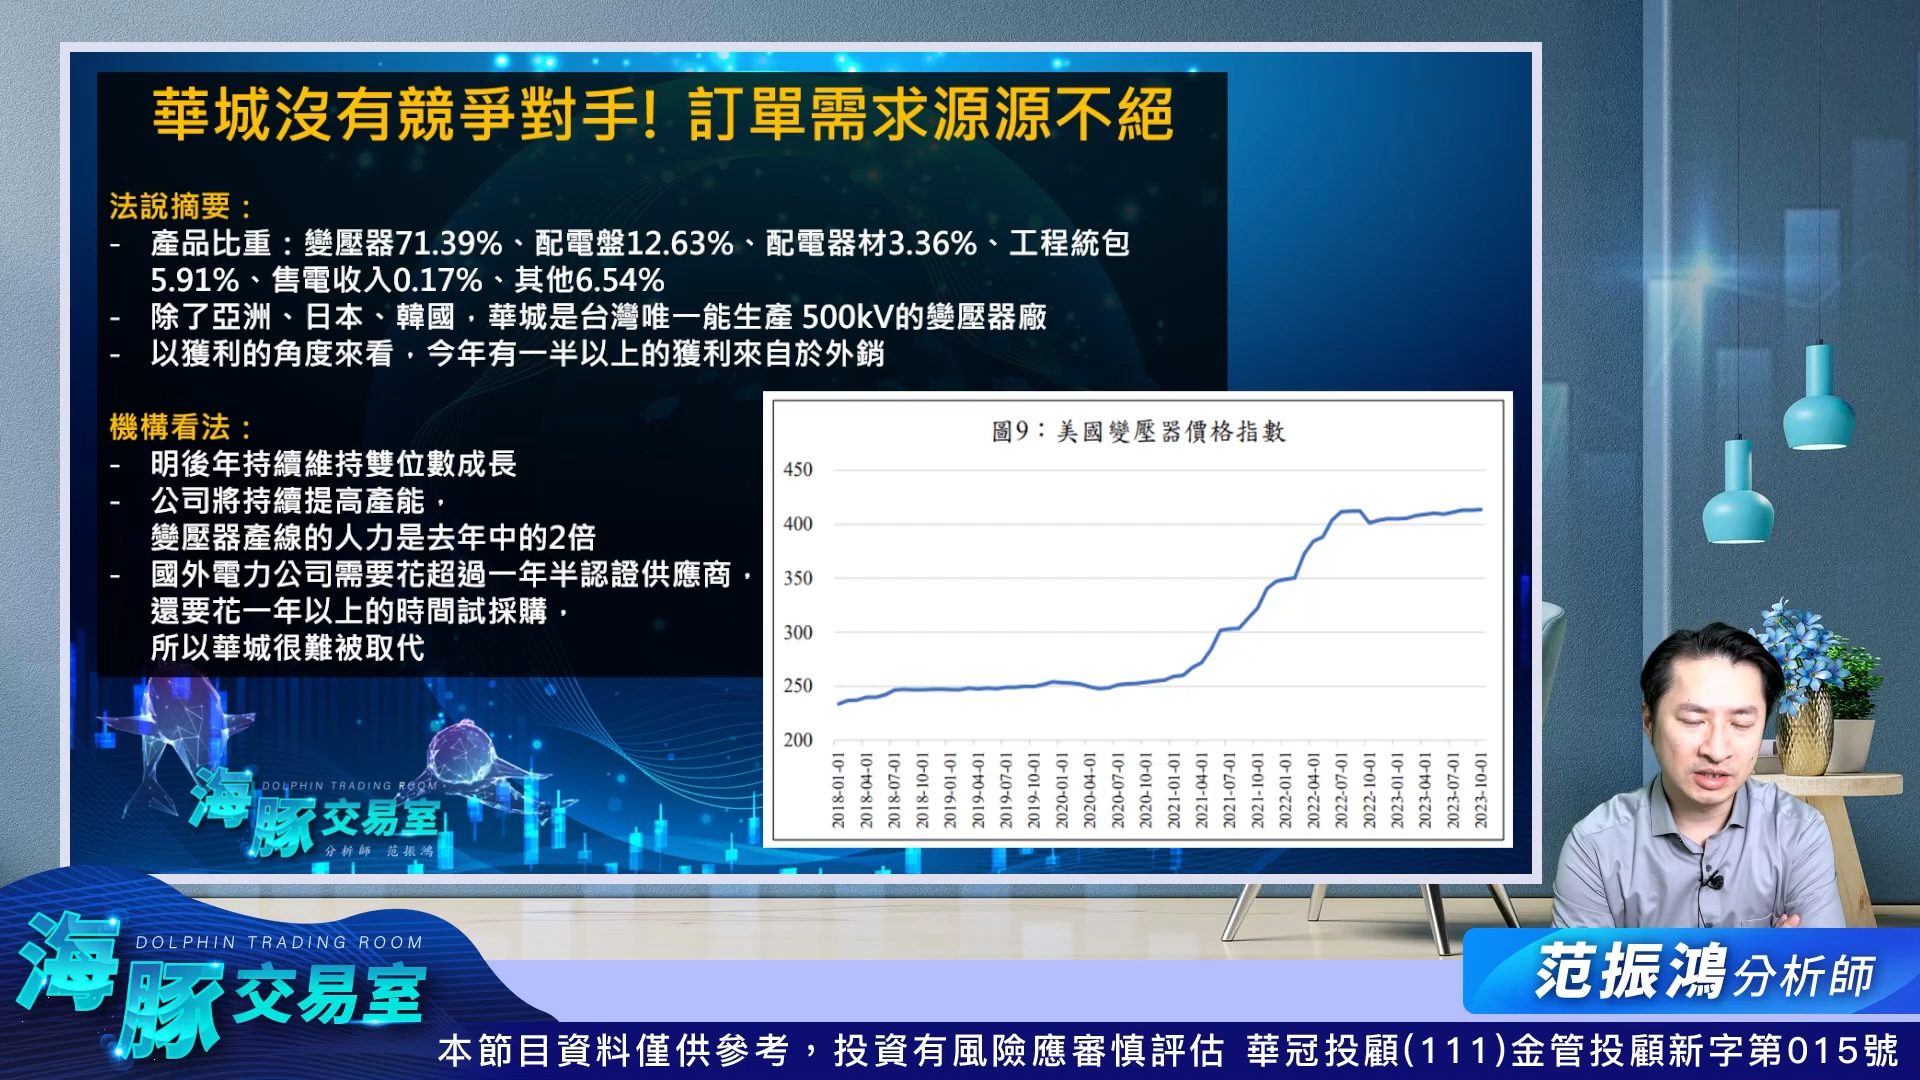 華城沒有競爭對手! 訂單需求源源不絕
法說摘要：
- 產品比重：變壓器71.39%、配電盤12.63%、配電器材3.36%、工程統包
5.91%、售電收入0.17%、其他6.54%
- 除了亞洲、日本、韓國，華城是台灣唯一能生產 500kV的變壓器廠
- 以獲利的角度來看，今年有一半以上的獲利來自於外銷
機構看法：
- 明後年持續維持雙位數成長
- 公司將持續提高產能，
變壓器產線的人力是去年中的2倍
- 國外電力公司需要花超過一年半認證供應商，
還要花一年以上的時間試採購，
所以華城很難被取代
圖9：美國變壓器價格指數
450
400
350
300
250
200
2018-01-01
2018-04-01
2018-07-01
2018-10-01
2019-01-01
2019-04-01
2019-07-01
2019-10-01
2020-01-01
2020-04-01
2020-07-01
2020-10-01
2021-01-01
2021-04-01
2021-07-01
2021-10-01
2022-01-01
2022-04-01
2022-07-01
2022-10-01
2023-01-01
2023-04-01
2023-07-01
2023-10-01
DOLPHIN TRADING ROOM
海豚交易室
分析師 范振鴻
DOLPHIN TRADING ROOM
海豚交易室
范振鴻分析師
本節目資料僅供參考，投資有風險應審慎評估 華冠投顧(111)金管投顧新字第015號